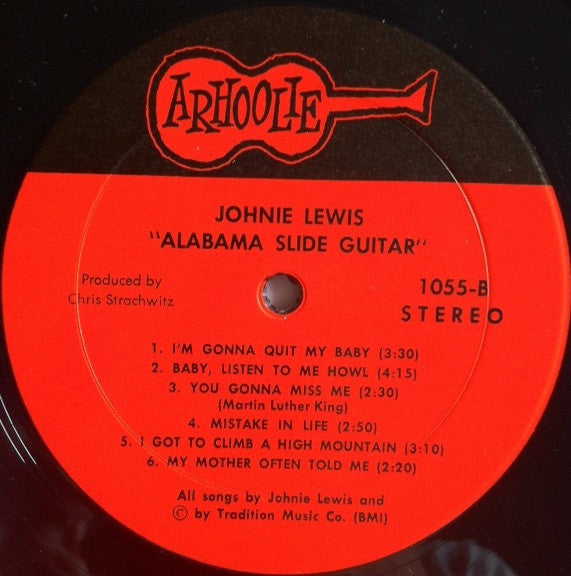 ARHOOLIE
JOHNIE LEWIS
"ALABAMA SLIDE GUITAR"
Produced by
Chris Strachwitz
1055-B
STEREO
1. I'M GONNA QUIT MY BABY (3:30)
2. BABY, LISTEN TO ME HOWL (4:15)
3. YOU GONNA MISS ME (2:30)
(Martin Luther King)
4. MISTAKE IN LIFE (2:50)
5. I GOT TO CLIMB A HIGH MOUNTAIN (3:10)
6. MY MOTHER OFTEN TOLD ME (2:20)
All songs by Johnie Lewis and
© by Tradition Music Co. (BMI)